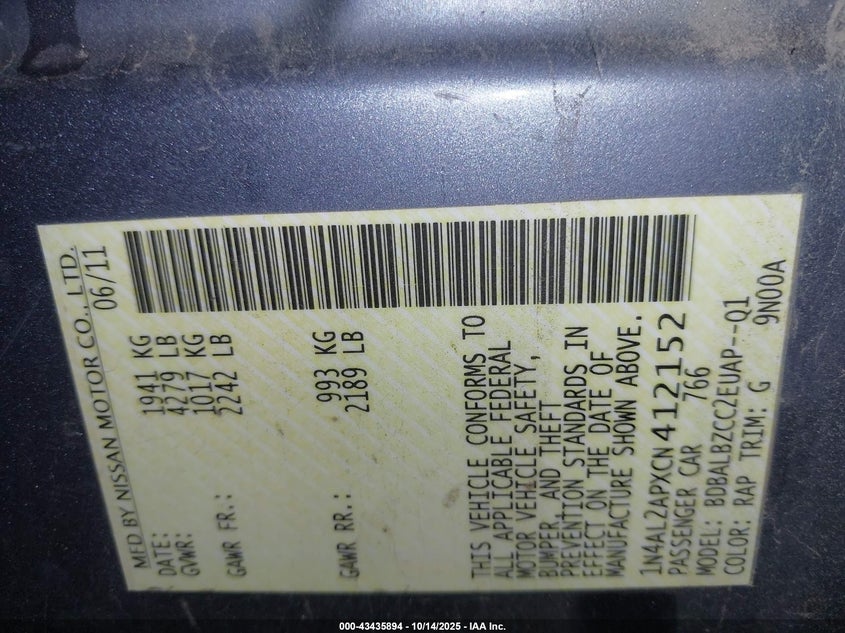 MFD BY NISSAN MOTOR CO., LTD.
DATE: 06/11
GVWR: 1941 KG
4279 LB
GAWR FR.: 1017 KG
2242 LB
GAWR RR.: 993 KG
2189 LB
THIS VEHICLE CONFORMS TO
ALL APPLICABLE FEDERAL
MOTOR VEHICLE SAFETY,
BUMPER, AND THEFT
PREVENTION STANDARDS IN
EFFECT ON THE DATE OF
MANUFACTURE SHOWN ABOVE.
1N4AL2APXCN412152
PASSENGER CAR 766
MODEL: BDBALBZCC2EUAP--Q1
COLOR: RAP TRIM: G 9N00A
000-43435894 - 10/14/2025 - IAA Inc.